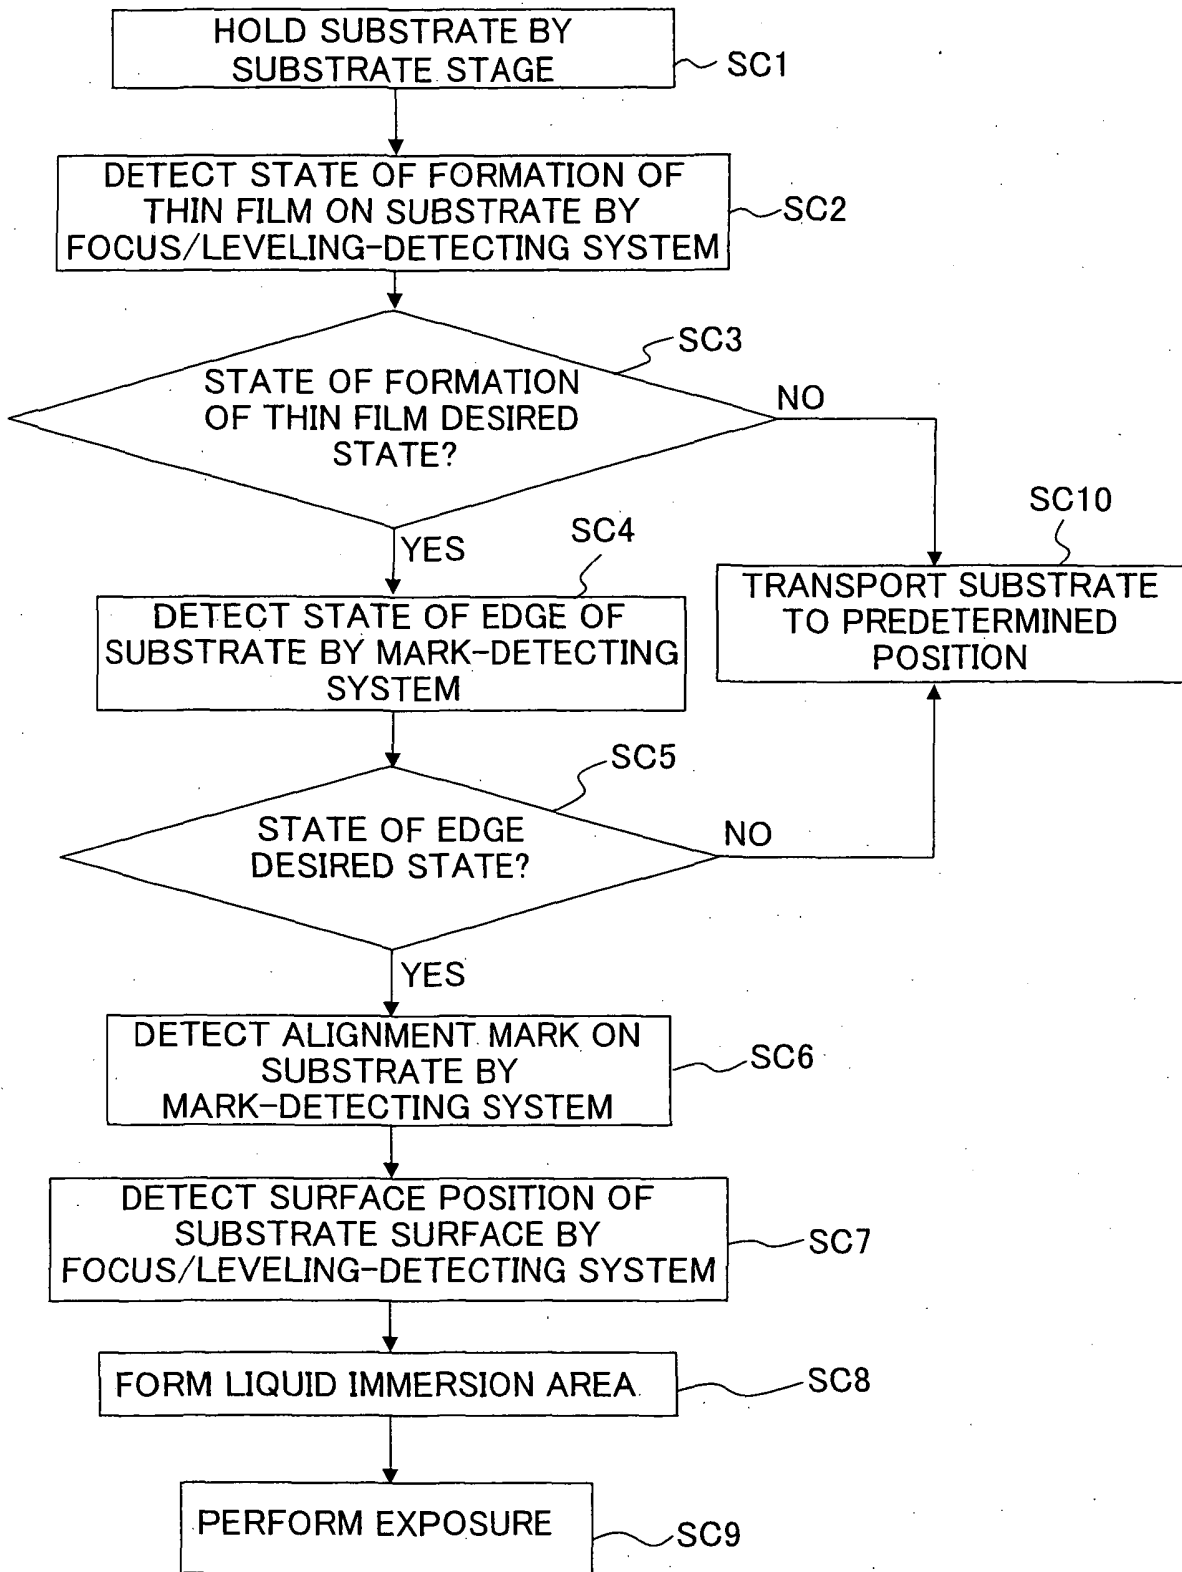 HOLD SUBSTRATE BY
SUBSTRATE STAGE
SC1
DETECT STATE OF FORMATION OF
THIN FILM ON SUBSTRATE BY
FOCUS/LEVELING-DETECTING SYSTEM
SC2
SC3
STATE OF FORMATION
OF THIN FILM DESIRED
STATE?
NO
YES
SC4
SC10
DETECT STATE OF EDGE OF
SUBSTRATE BY MARK-DETECTING
SYSTEM
TRANSPORT SUBSTRATE
TO PREDETERMINED
POSITION
SC5
STATE OF EDGE
DESIRED STATE?
NO
YES
DETECT ALIGNMENT MARK ON
SUBSTRATE BY
MARK-DETECTING SYSTEM
SC6
DETECT SURFACE POSITION OF
SUBSTRATE SURFACE BY
FOCUS/LEVELING-DETECTING SYSTEM
SC7
FORM LIQUID IMMERSION AREA
SC8
PERFORM EXPOSURE
SC9